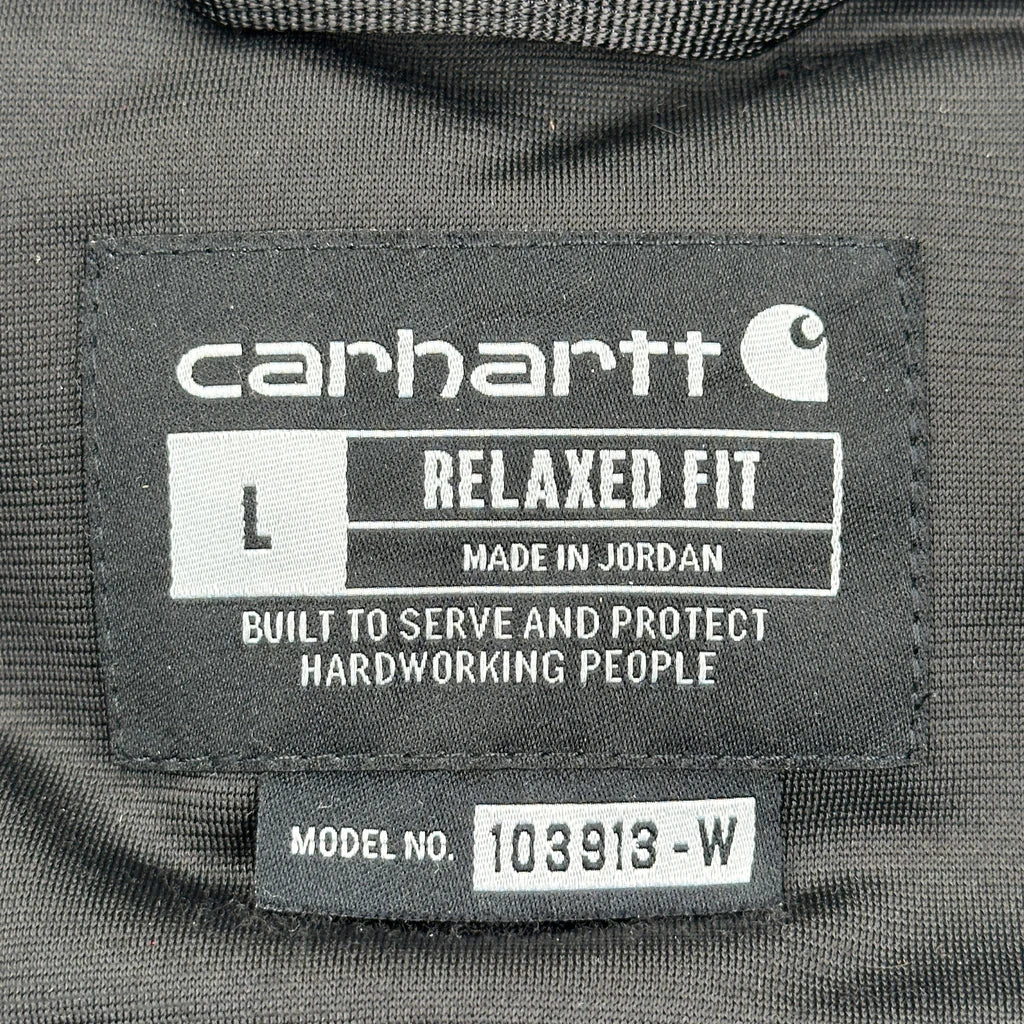 carhartt
L
RELAXED FIT
MADE IN JORDAN
BUILT TO SERVE AND PROTECT
HARDWORKING PEOPLE
MODEL NO. 103913-W